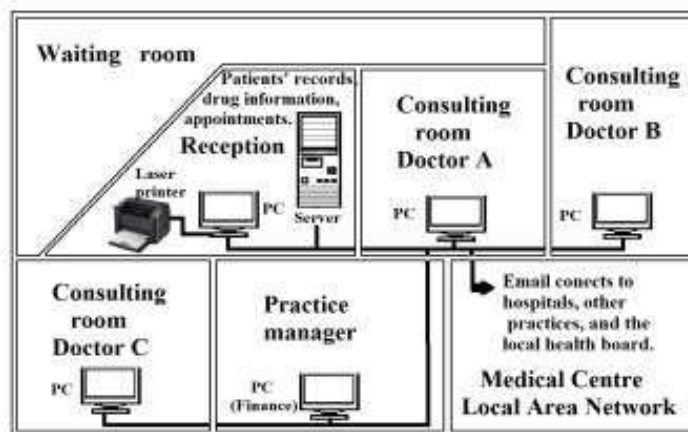 Waiting room
Patients' records,
drug information,
appointments.
Reception
Laser
printer
PC
Server
Consulting
room
Doctor A
PC
Consulting
room
Doctor B
PC
Consulting
room
Doctor C
PC
Practice
manager
PC
(Finance)
Email conects to
hospitals, other
practices, and the
local health board.
Medical Centre
Local Area Network